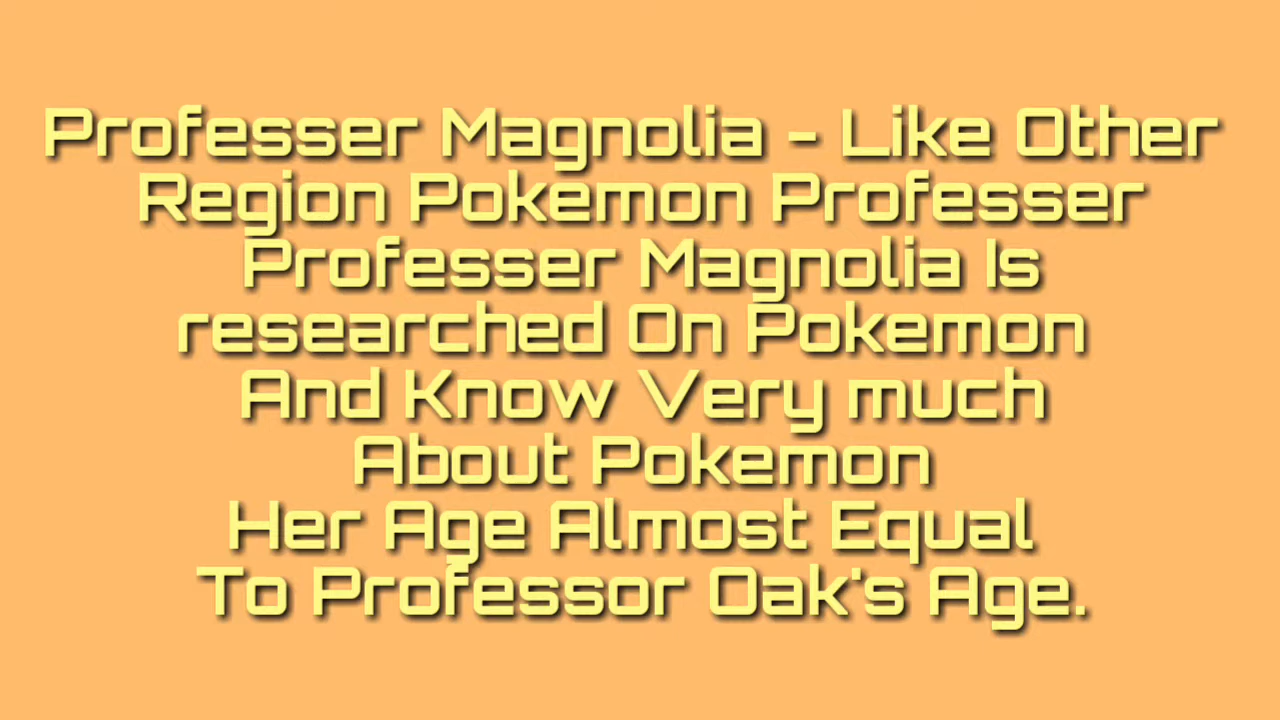 Professer Magnolia - Like Other
Region Pokemon Professer
Professer Magnolia Is
researched On Pokemon
And Know Very much
About Pokemon
Her Age Almost Equal
To Professor Oak's Age.